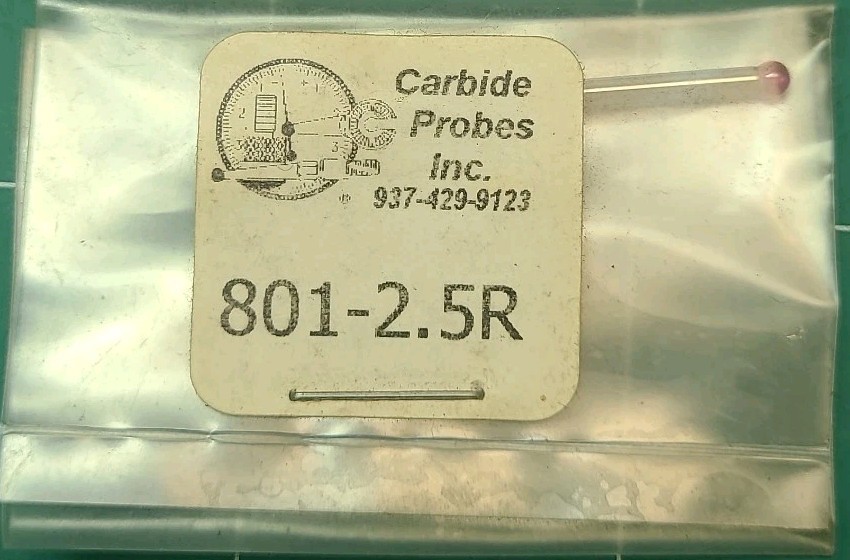 Carbide
Probes
Inc.
937-429-9123
®
801-2.5R